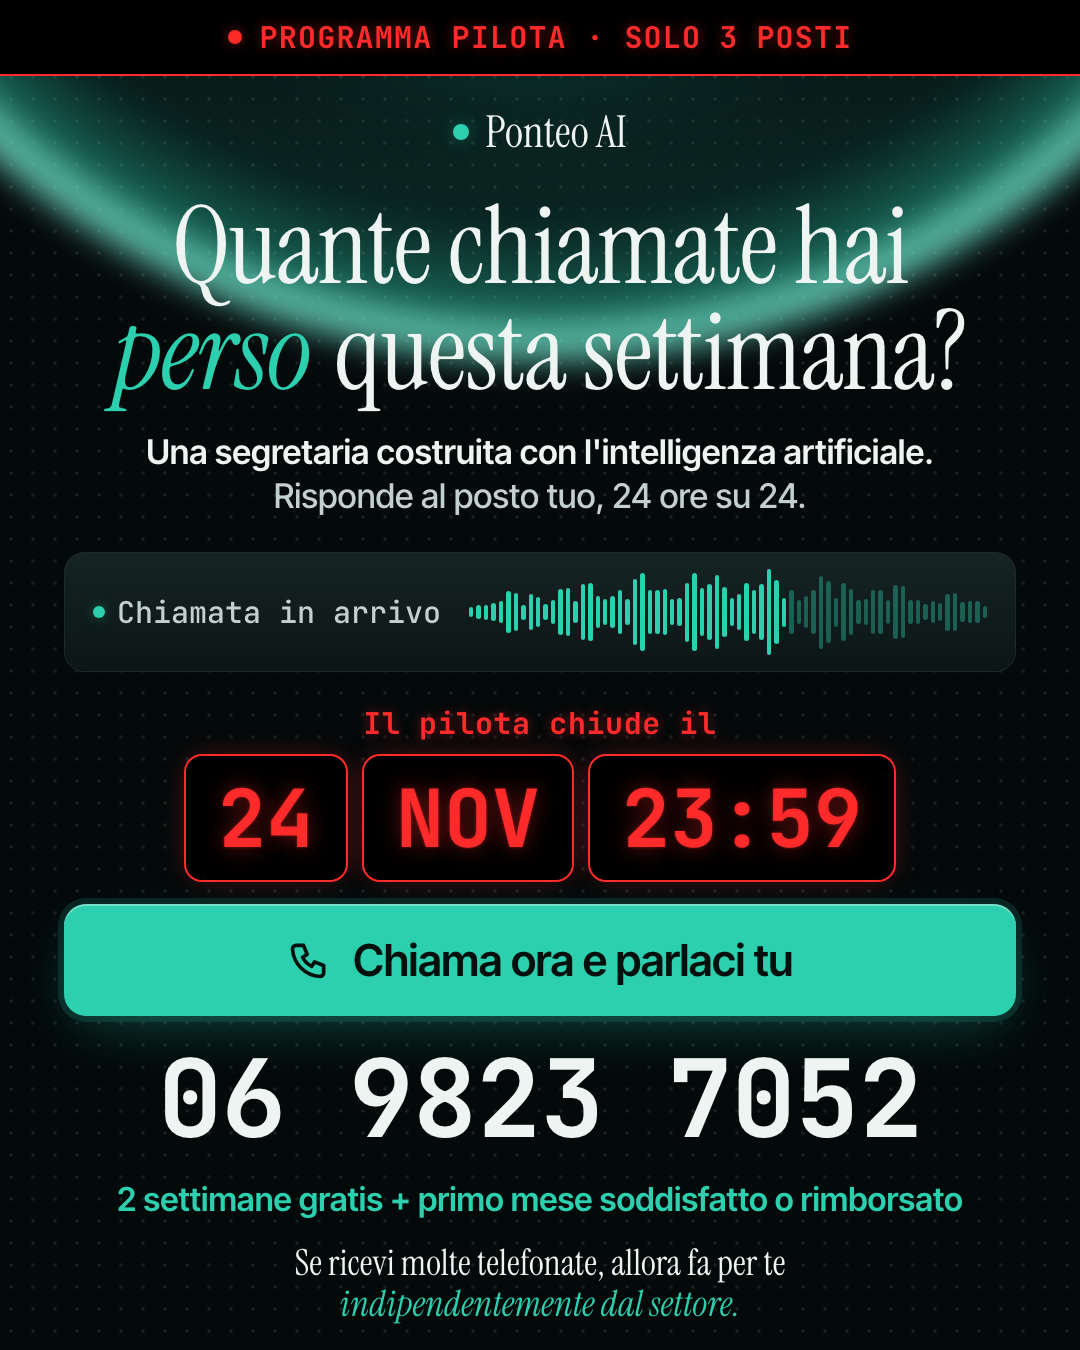 PROGRAMMA PILOTA · SOLO 3 POSTI
Ponteo AI
Quante chiamate hai
perso questa settimana?
Una segretaria costruita con l'intelligenza artificiale.
Risponde al posto tuo, 24 ore su 24.
Chiamata in arrivo
Il pilota chiude il
24 NOV 23:59
Chiama ora e parlaci tu
06 9823 7052
2 settimane gratis + primo mese soddisfatto o rimborsato
Se ricevi molte telefonate, allora fa per te
indipendentemente dal settore.